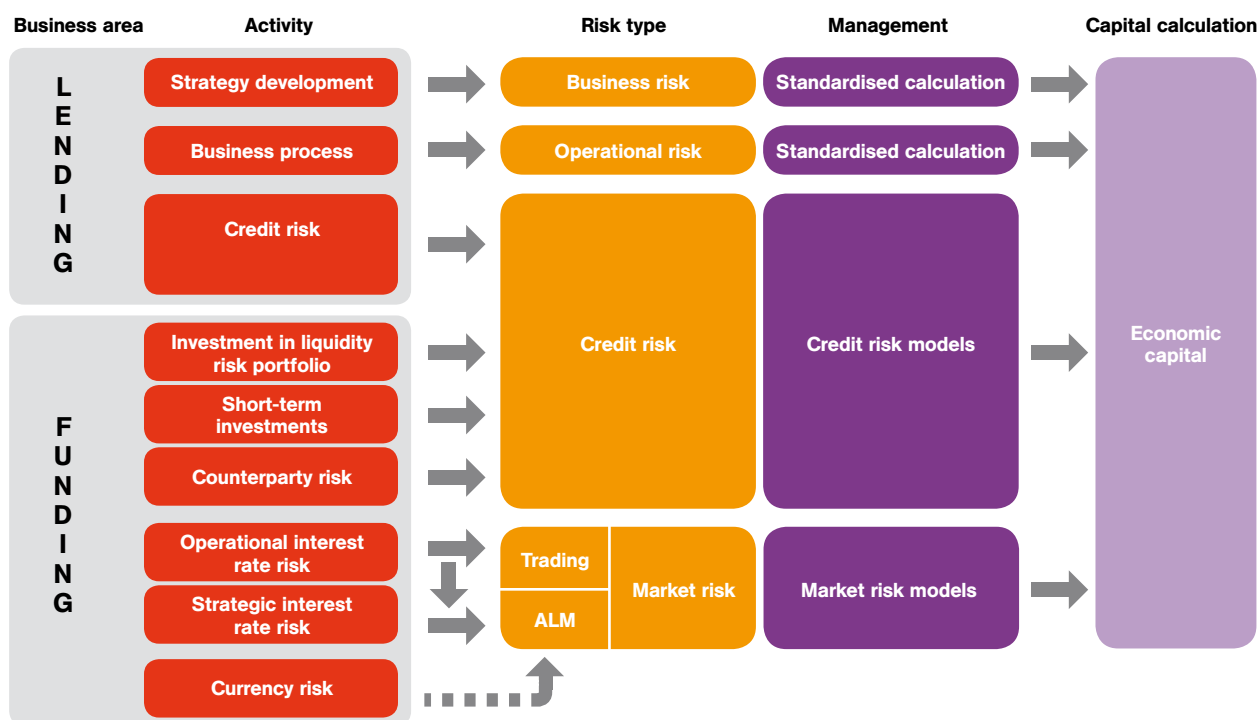 Business area
Activity
Risk type
Management
Capital calculation
LENDING
Strategy development
Business risk
Standardised calculation
Business process
Operational risk
Standardised calculation
Credit risk
FUNDING
Investment in liquidity
risk portfolio
Credit risk
Credit risk models
Economic
capital
Short-term
investments
Counterparty risk
Operational interest
rate risk
Trading
Market risk
Market risk models
Strategic interest
rate risk
ALM
Currency risk